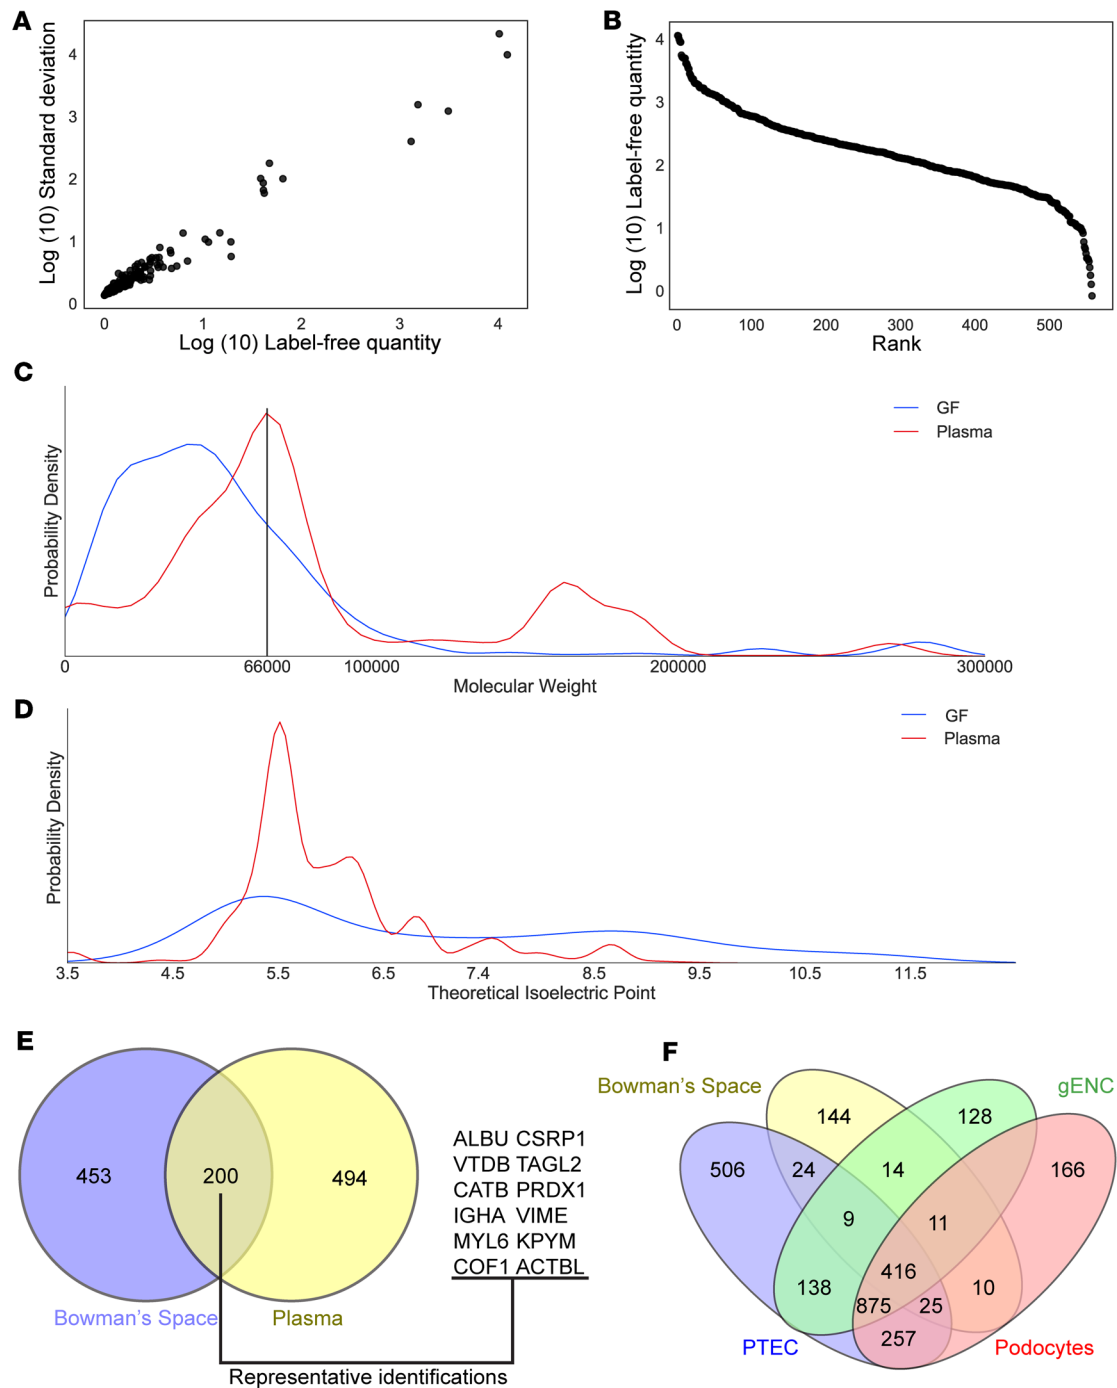 A
Log (10) Standard deviation
4
3
2
1
0
0 1 2 3 4
Log (10) Label-free quantity
B
Log (10) Label-free quantity
4
3
2
1
0
0 100 200 300 400 500
Rank
C
Probability Density
GF
Plasma
0 66000 100000 200000 300000
Molecular Weight
D
Probability Density
GF
Plasma
3.5 4.5 5.5 6.5 7.4 8.5 9.5 10.5 11.5
Theoretical Isoelectric Point
E
453 200 494
Bowman's Space Plasma
ALBU CSRP1
VTDB TAGL2
CATB PRDX1
IGHA VIME
MYL6 KPYM
COF1 ACTBL
Representative identifications
F
Bowman's Space gENC
144 128
506 24 14 166
9 11
416
138 875 25 10
257
PTEC Podocytes